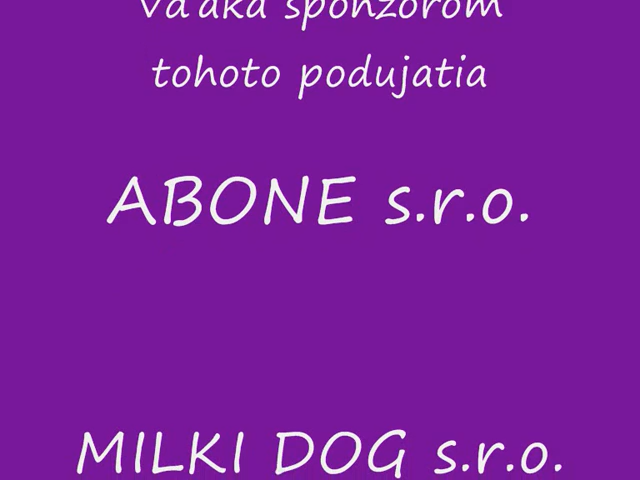 Vďaka sponzorom
tohoto podujatia
ABONE s.r.o.
MILKI DOG s.r.o.